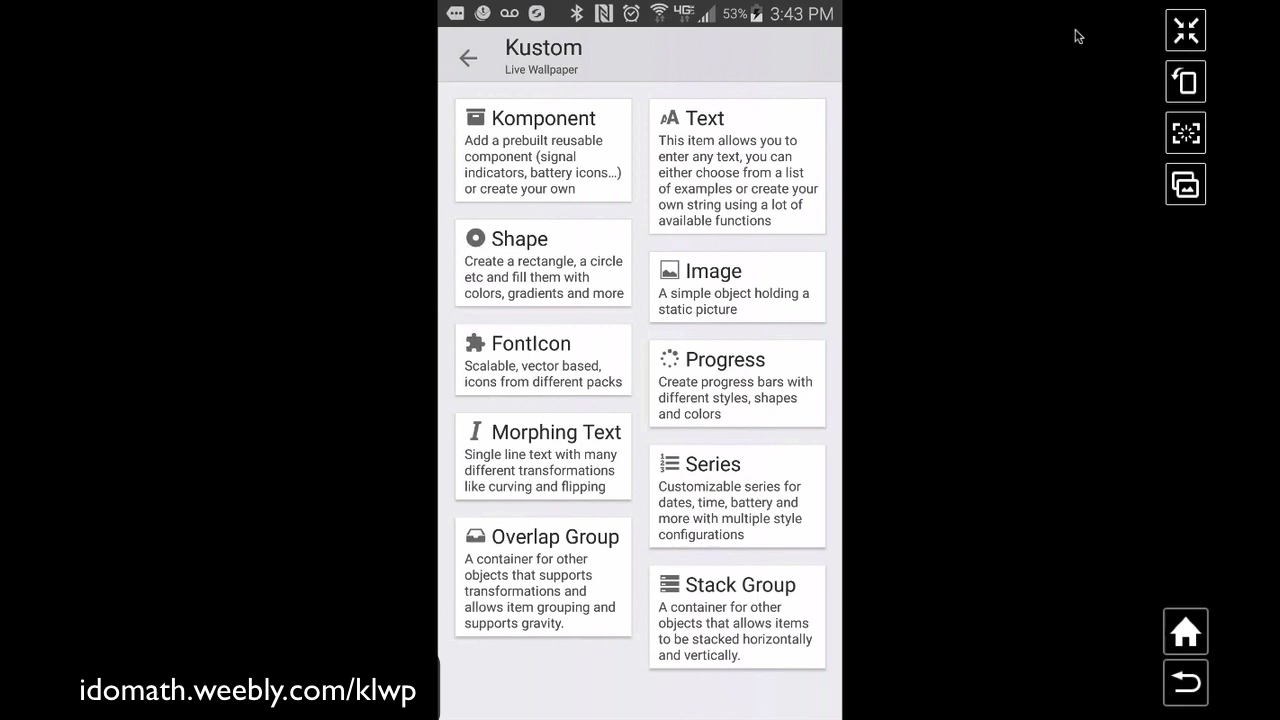 4G
53%
3:43 PM
Kustom
Live Wallpaper
Komponent
Add a prebuilt reusable
component (signal
indicators, battery icons...)
or create your own
Text
This item allows you to
enter any text, you can
either choose from a list
of examples or create your
own string using a lot of
available functions
Shape
Create a rectangle, a circle
etc and fill them with
colors, gradients and more
Image
A simple object holding a
static picture
FontIcon
Scalable, vector based,
icons from different packs
Progress
Create progress bars with
different styles, shapes
and colors
Morphing Text
Single line text with many
different transformations
like curving and flipping
Series
Customizable series for
dates, time, battery and
more with multiple style
configurations
Overlap Group
A container for other
objects that supports
transformations and
allows item grouping and
supports gravity.
Stack Group
A container for other
objects that allows items
to be stacked horizontally
and vertically.
idomath.weebly.com/klwp